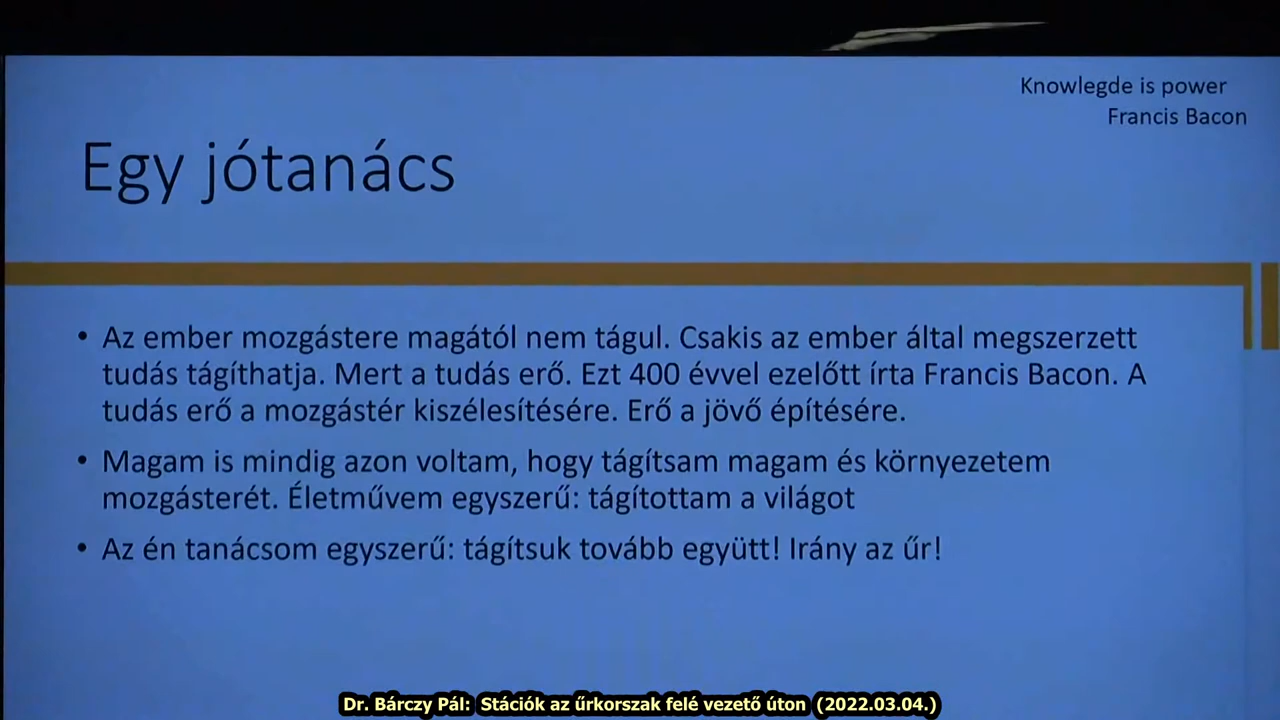 Knowlegde is power
Francis Bacon
Egy jótanács
• Az ember mozgástere magától nem tágul. Csakis az ember által megszerzett
tudás tágíthatja. Mert a tudás erő. Ezt 400 évvel ezelőtt írta Francis Bacon. A
tudás erő a mozgástér kiszélesítésére. Erő a jövő építésére.
• Magam is mindig azon voltam, hogy tágítsam magam és környezetem
mozgásterét. Életművem egyszerű: tágítottam a világot
• Az én tanácsom egyszerű: tágítsuk tovább együtt! Irány az űr!
Dr. Bárczy Pál: Stációk az űrkorszak felé vezető úton (2022.03.04.)